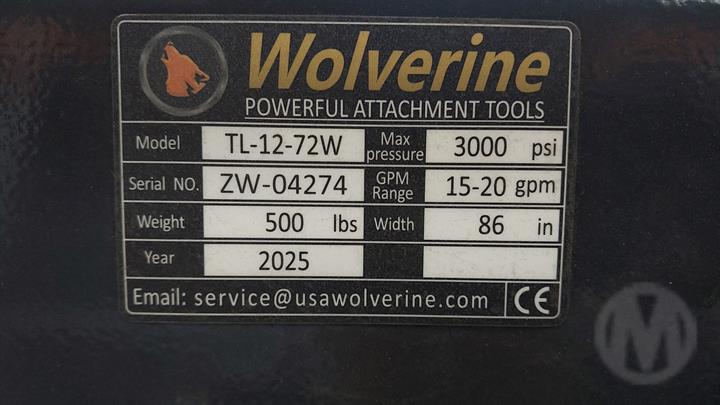 Wolverine
POWERFUL ATTACHMENT TOOLS
Model TL-12-72W Max pressure 3000 psi
Serial NO. ZW-04274 GPM Range 15-20 gpm
Weight 500 lbs Width 86 in
Year 2025
Email: service@usawolverine.com CE
M